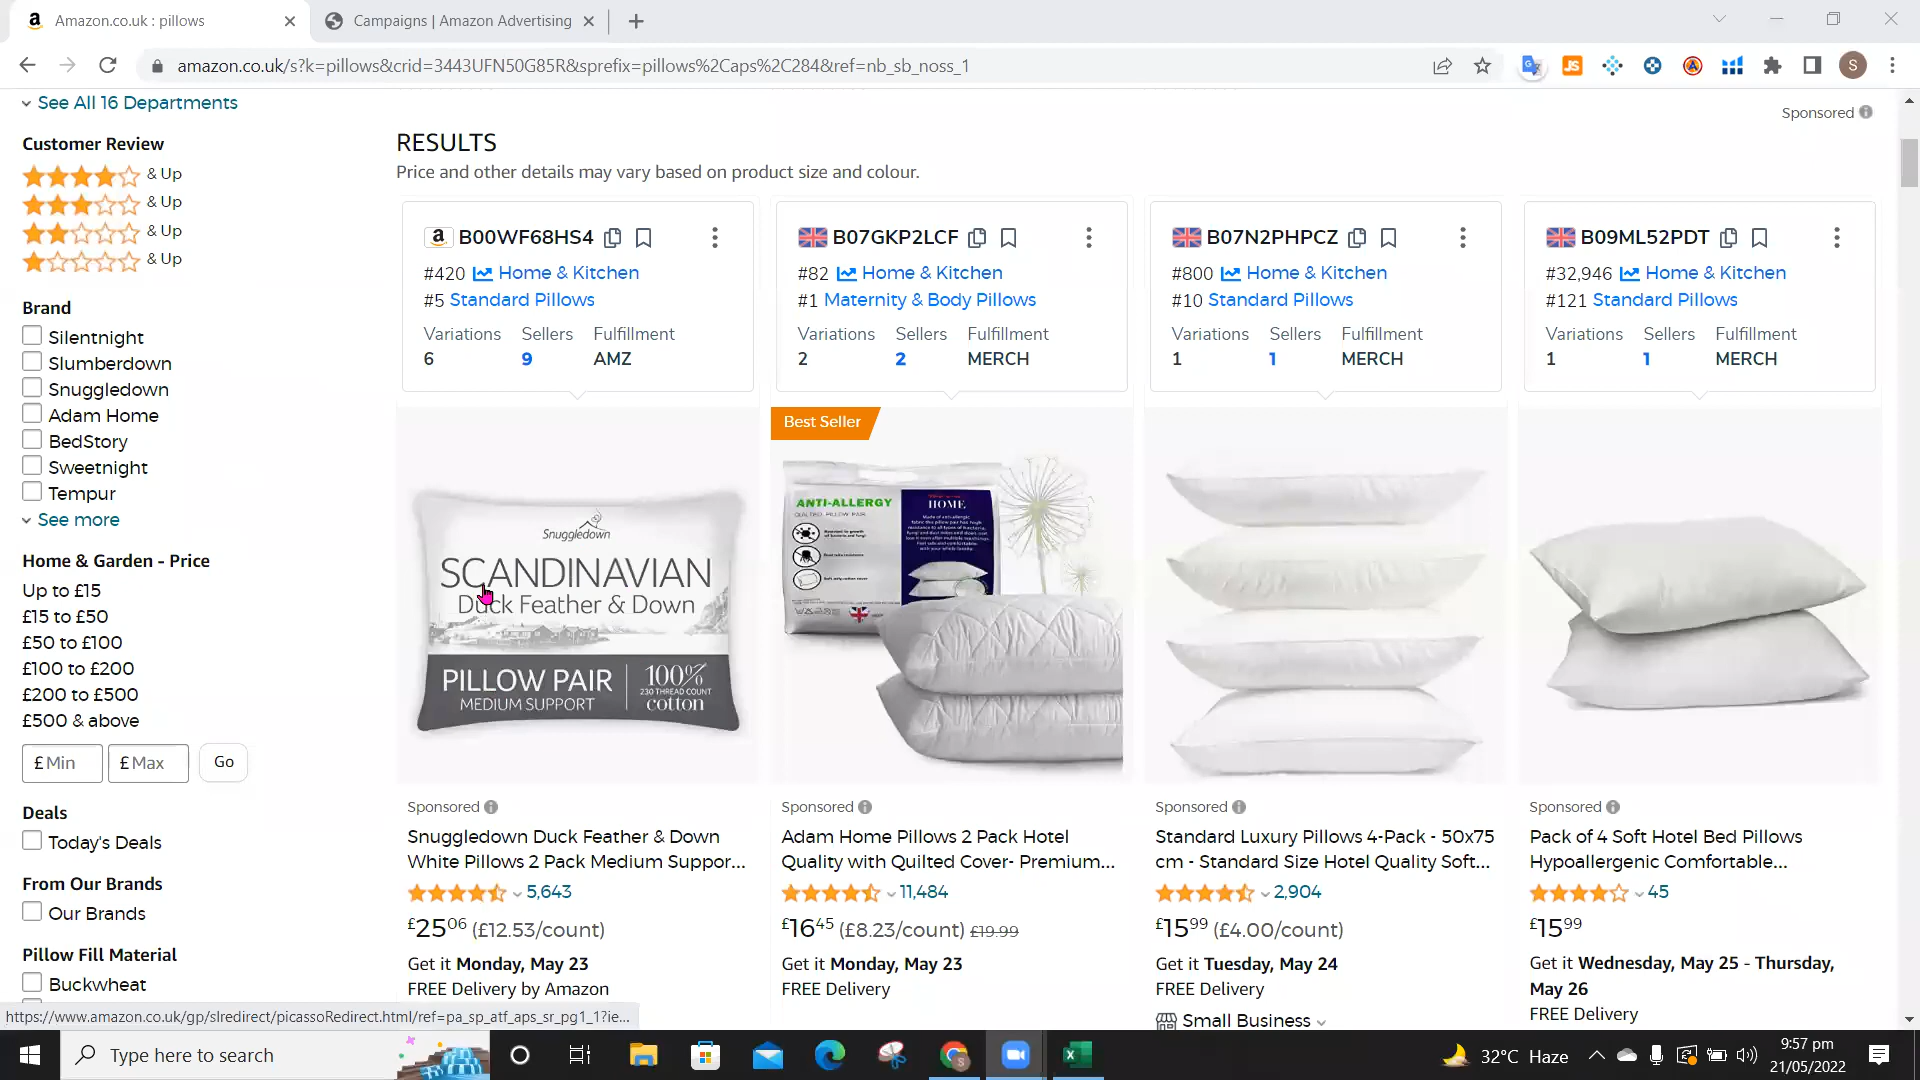 Amazon.co.uk : pillows
Campaigns | Amazon Advertising
amazon.co.uk/s?k=pillows&crid=3443UFN50G85R&sprefix=pillows%2Caps%2C284&ref=nb_sb_noss_1
S
See All 16 Departments
Customer Review
& Up
& Up
& Up
& Up
Brand
Silentnight
Slumberdown
Snuggledown
Adam Home
BedStory
Sweetnight
Tempur
See more
Home & Garden - Price
Up to £15
£15 to £50
£50 to £100
£100 to £200
£200 to £500
£500 & above
£ Min £ Max Go
Deals
Today's Deals
From Our Brands
Our Brands
Pillow Fill Material
Buckwheat
Sponsored
RESULTS
Price and other details may vary based on product size and colour.
B00WF68HS4
#420 Home & Kitchen
#5 Standard Pillows
Variations Sellers Fulfillment
6 9 AMZ
B07GKP2LCF
#82 Home & Kitchen
#1 Maternity & Body Pillows
Variations Sellers Fulfillment
2 2 MERCH
B07N2PHPCZ
#800 Home & Kitchen
#10 Standard Pillows
Variations Sellers Fulfillment
1 1 MERCH
B09ML52PDT
#32,946 Home & Kitchen
#121 Standard Pillows
Variations Sellers Fulfillment
1 1 MERCH
Snuggledown
SCANDINAVIAN
Duck Feather & Down
PILLOW PAIR
MEDIUM SUPPORT
100%
230 THREAD COUNT
cotton
Best Seller
ANTI-ALLERGY
QUILTED PILLOW PAIR
HOME
Sponsored
Snuggledown Duck Feather & Down
White Pillows 2 Pack Medium Suppor...
5,643
£2506 (£12.53/count)
Get it Monday, May 23
FREE Delivery by Amazon
Sponsored
Adam Home Pillows 2 Pack Hotel
Quality with Quilted Cover- Premium...
11,484
£1645 (£8.23/count) £19.99
Get it Monday, May 23
FREE Delivery
Sponsored
Standard Luxury Pillows 4-Pack - 50x75
cm - Standard Size Hotel Quality Soft...
2,904
£1599 (£4.00/count)
Get it Tuesday, May 24
FREE Delivery
Small Business
Sponsored
Pack of 4 Soft Hotel Bed Pillows
Hypoallergenic Comfortable...
45
£1599
Get it Wednesday, May 25 - Thursday,
May 26
FREE Delivery
https://www.amazon.co.uk/gp/slredirect/picassoRedirect.html/ref=pa_sp_atf_aps_sr_pg1_1?ie...
Type here to search
32°C Haze
9:57 pm
21/05/2022